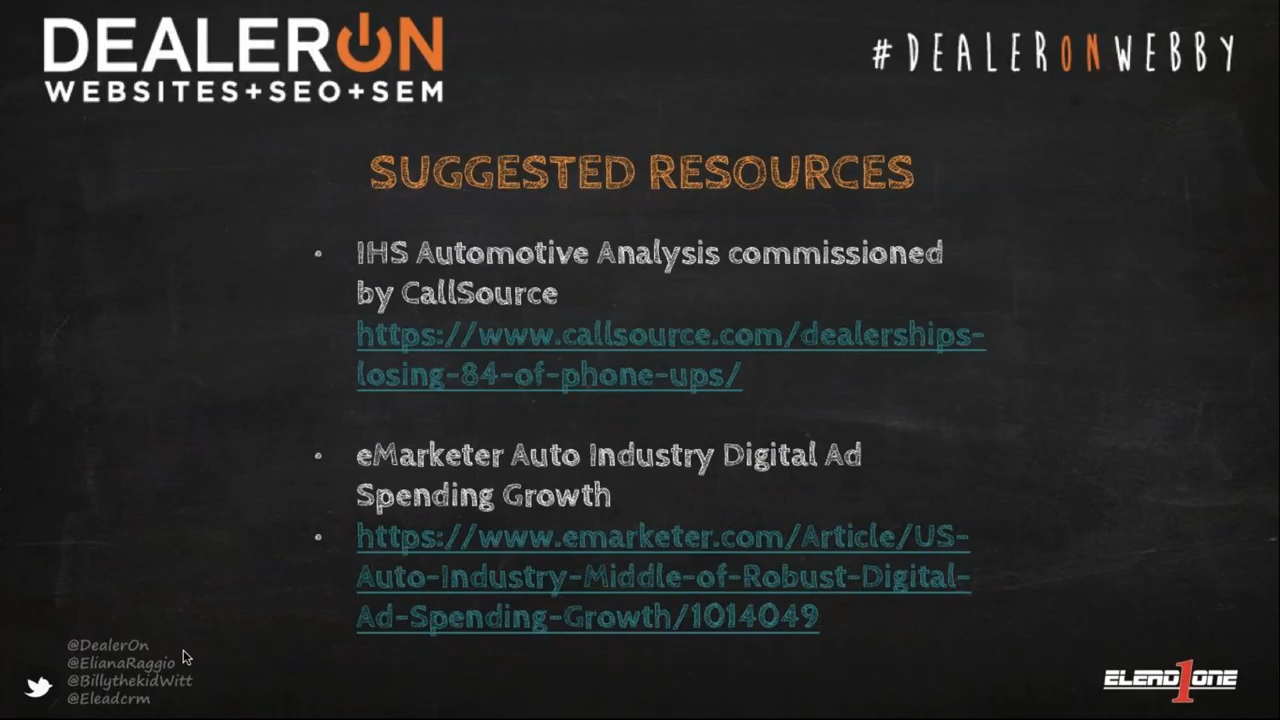 DEALERON
WEBSITES+SEO+SEM
#DEALERONWEBBY
SUGGESTED RESOURCES
• IHS Automotive Analysis commissioned
by CallSource
https://www.callsource.com/dealerships-
losing-84-of-phone-ups/
• eMarketer Auto Industry Digital Ad
Spending Growth
• https://www.emarketer.com/Article/US-
Auto-Industry-Middle-of-Robust-Digital-
Ad-Spending-Growth/1014049
@DealerOn
@ElianaRaggio
@BillythekidWitt
@Eleadcrm
ELEAD1ONE